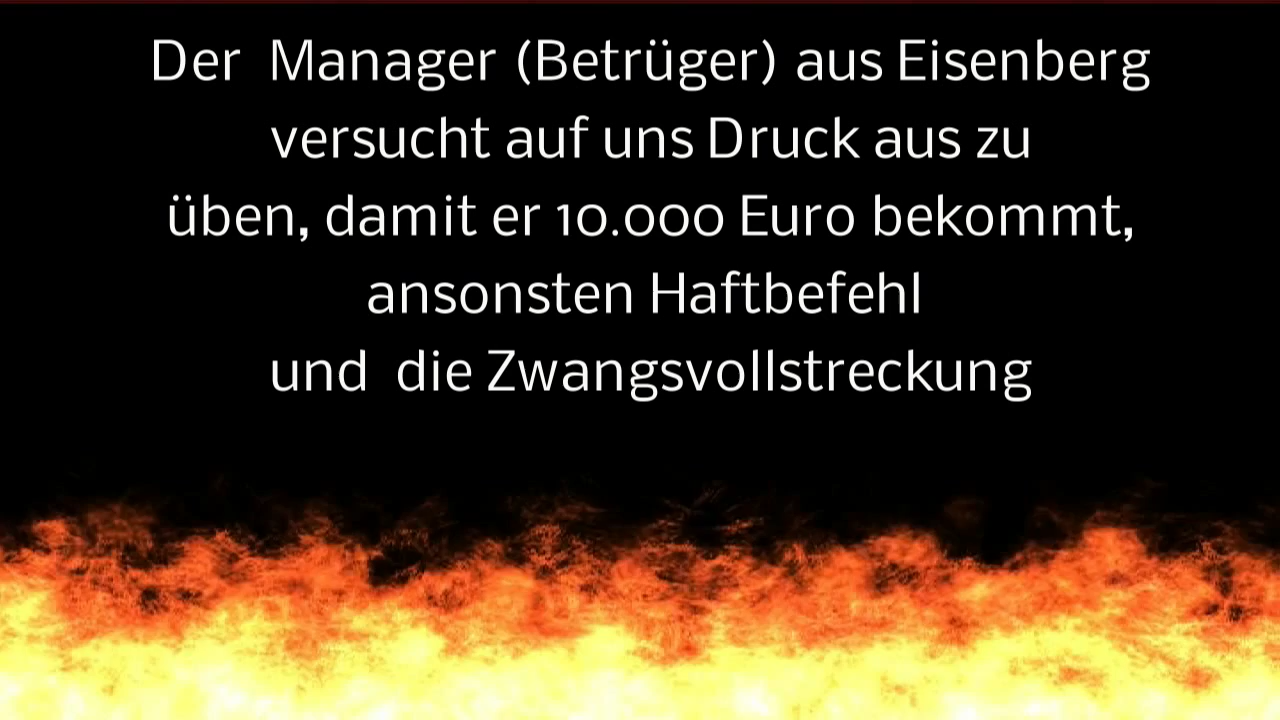 Der  Manager (Betrüger) aus Eisenberg
versucht auf uns Druck aus zu
üben, damit er 10.000 Euro bekommt,
ansonsten Haftbefehl
und  die Zwangsvollstreckung